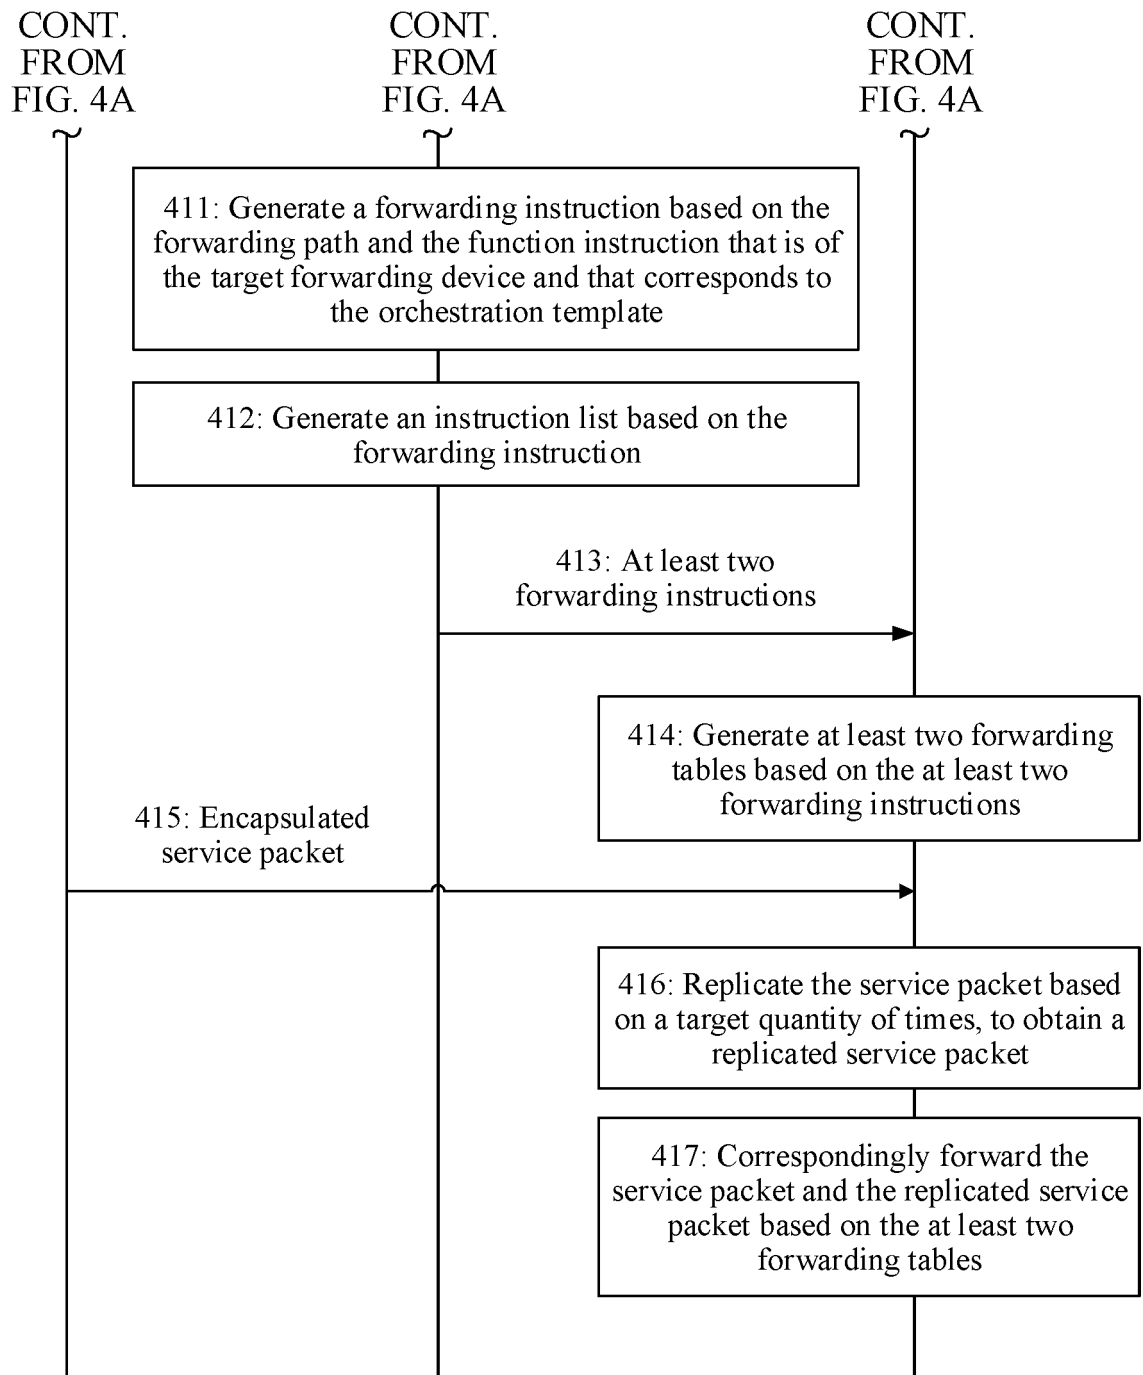 CONT.
FROM
FIG. 4A
CONT.
FROM
FIG. 4A
CONT.
FROM
FIG. 4A
411: Generate a forwarding instruction based on the
forwarding path and the function instruction that is of
the target forwarding device and that corresponds to
the orchestration template
412: Generate an instruction list based on the
forwarding instruction
413: At least two
forwarding instructions
414: Generate at least two forwarding
tables based on the at least two
forwarding instructions
415: Encapsulated
service packet
416: Replicate the service packet based
on a target quantity of times, to obtain a
replicated service packet
417: Correspondingly forward the
service packet and the replicated service
packet based on the at least two
forwarding tables